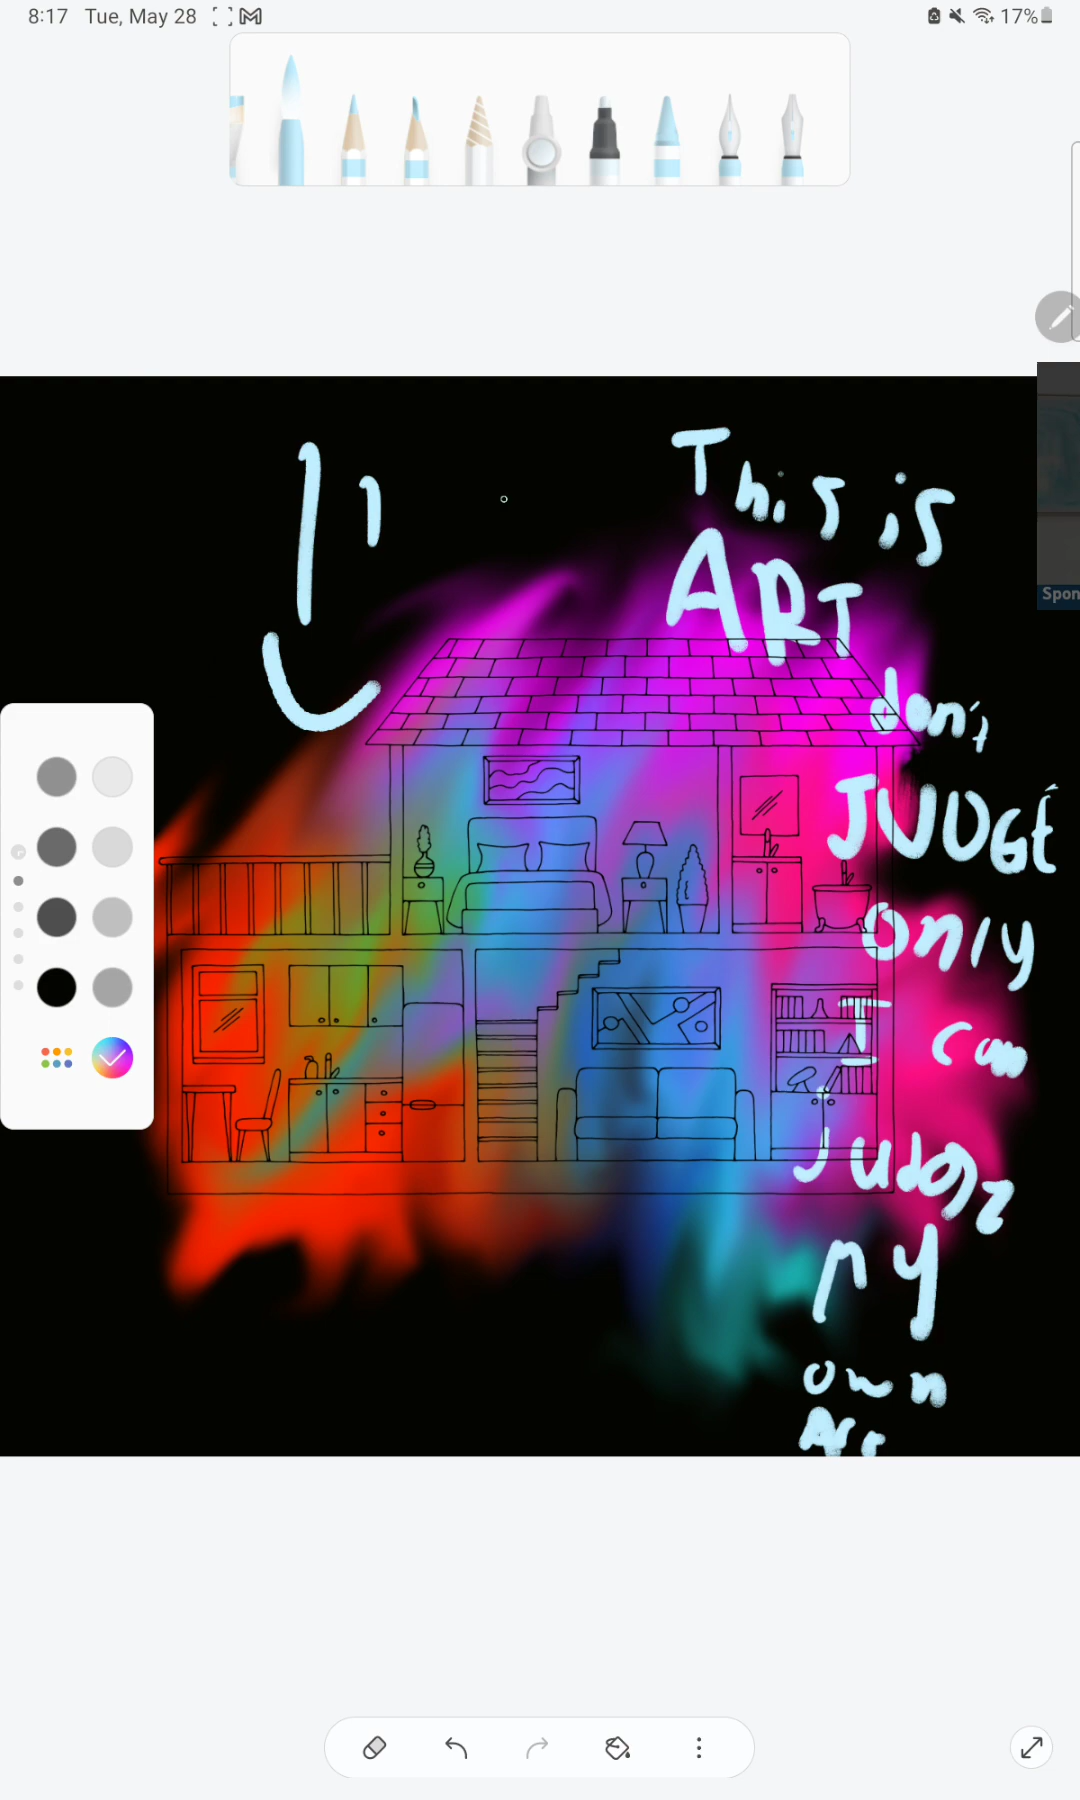 8:17 Tue, May 28
17%
This is
ART
don't
JUDGE
Only
I can
judge
my
own
Art
Spon